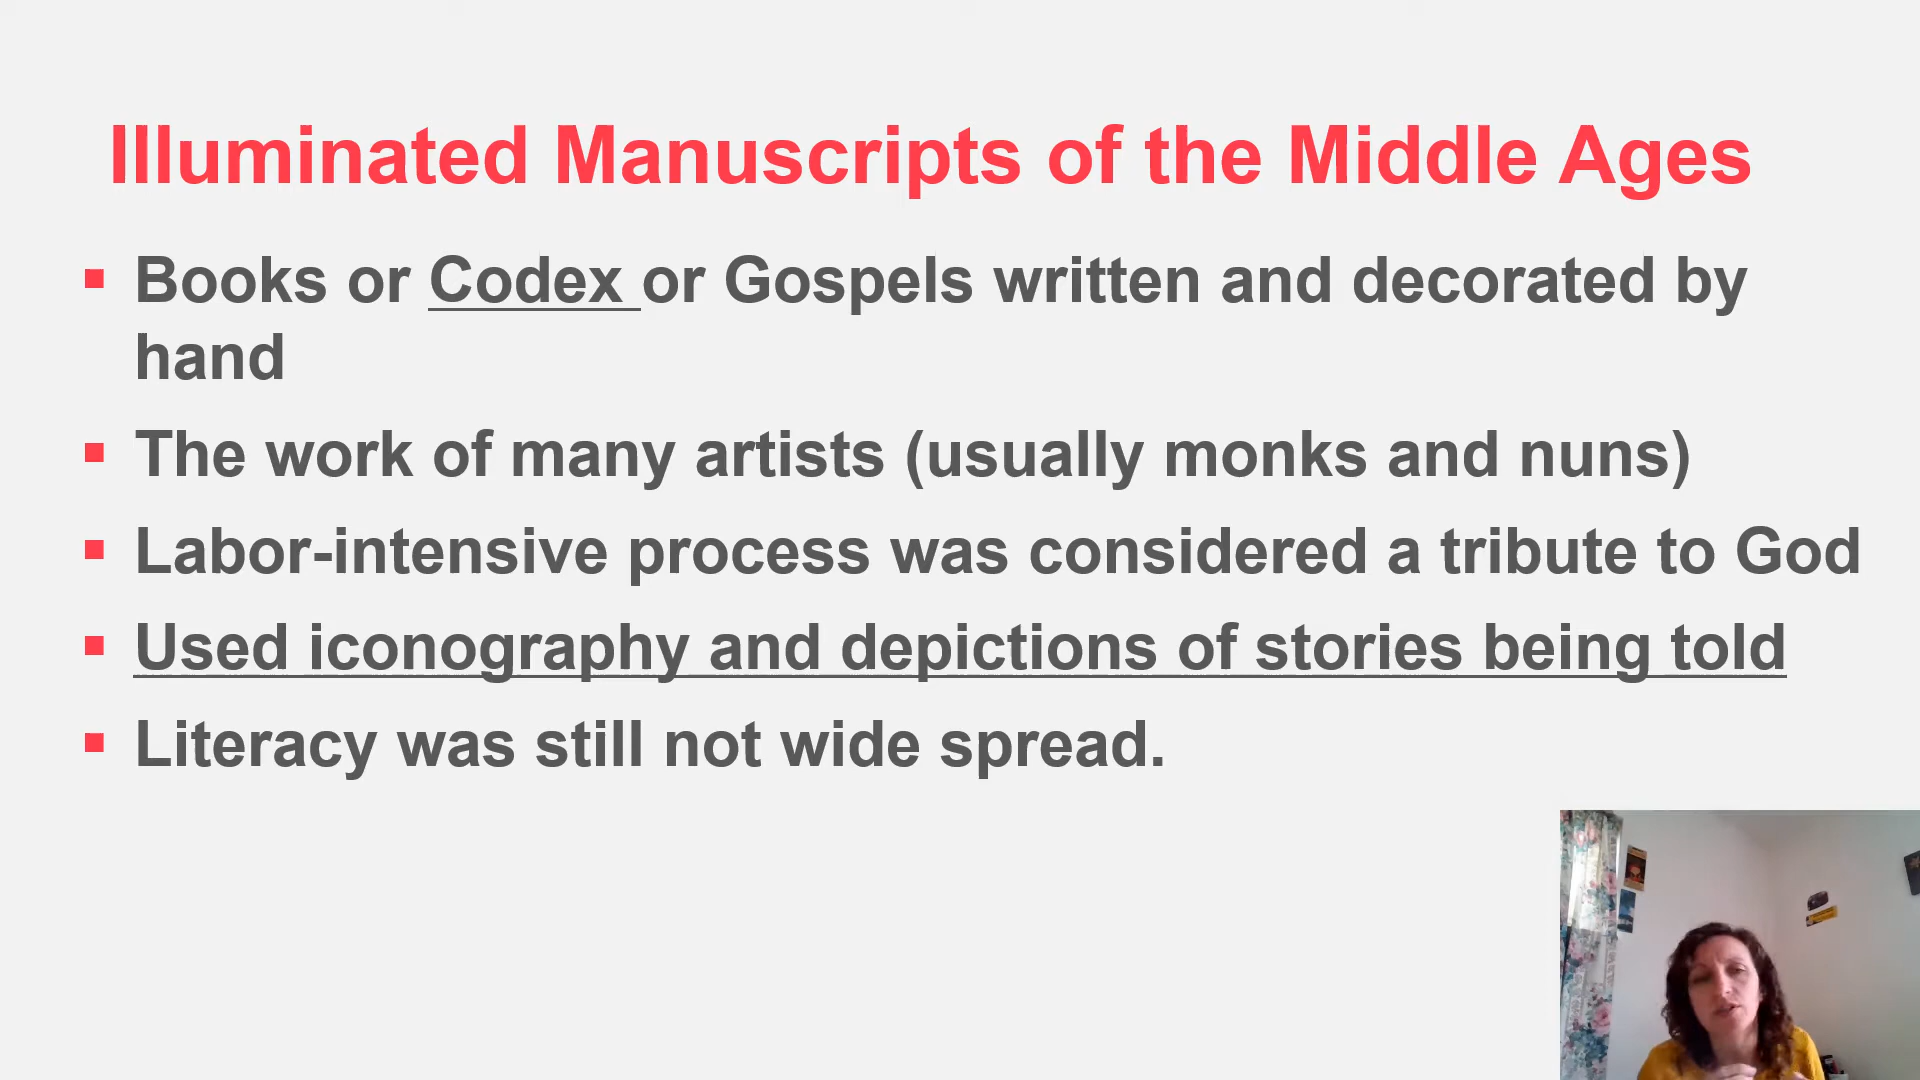 Illuminated Manuscripts of the Middle Ages
▪ Books or Codex or Gospels written and decorated by
hand
▪ The work of many artists (usually monks and nuns)
▪ Labor-intensive process was considered a tribute to God
▪ Used iconography and depictions of stories being told
▪ Literacy was still not wide spread.